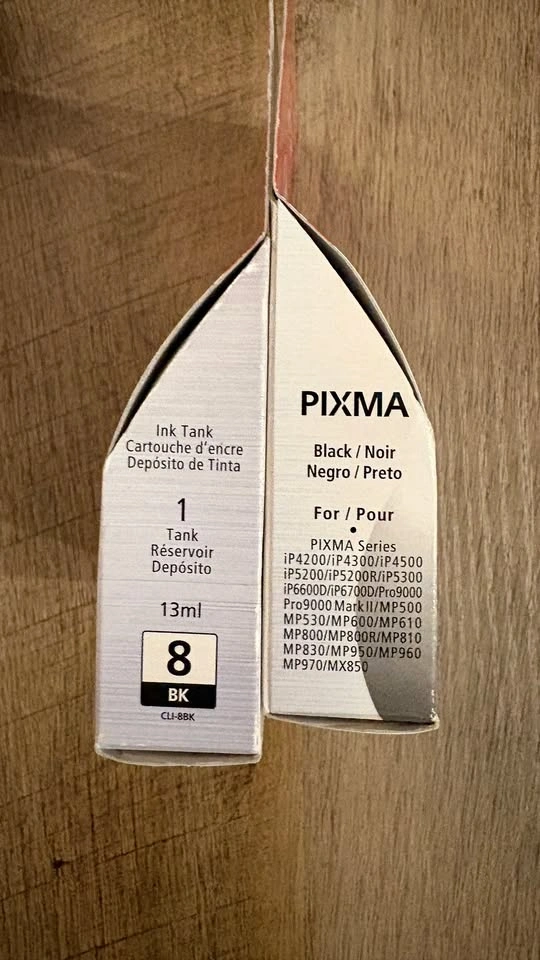 Ink Tank
Cartouche d'encre
Depósito de Tinta
1
Tank
Réservoir
Depósito
13ml
8
BK
CLI-8BK
PIXMA
Black / Noir
Negro / Preto
For / Pour
•
PIXMA Series
iP4200/iP4300/iP4500
iP5200/iP5200R/iP5300
iP6600D/iP6700D/Pro9000
Pro9000 Mark II/MP500
MP530/MP600/MP610
MP800/MP800R/MP810
MP830/MP950/MP960
MP970/MX850